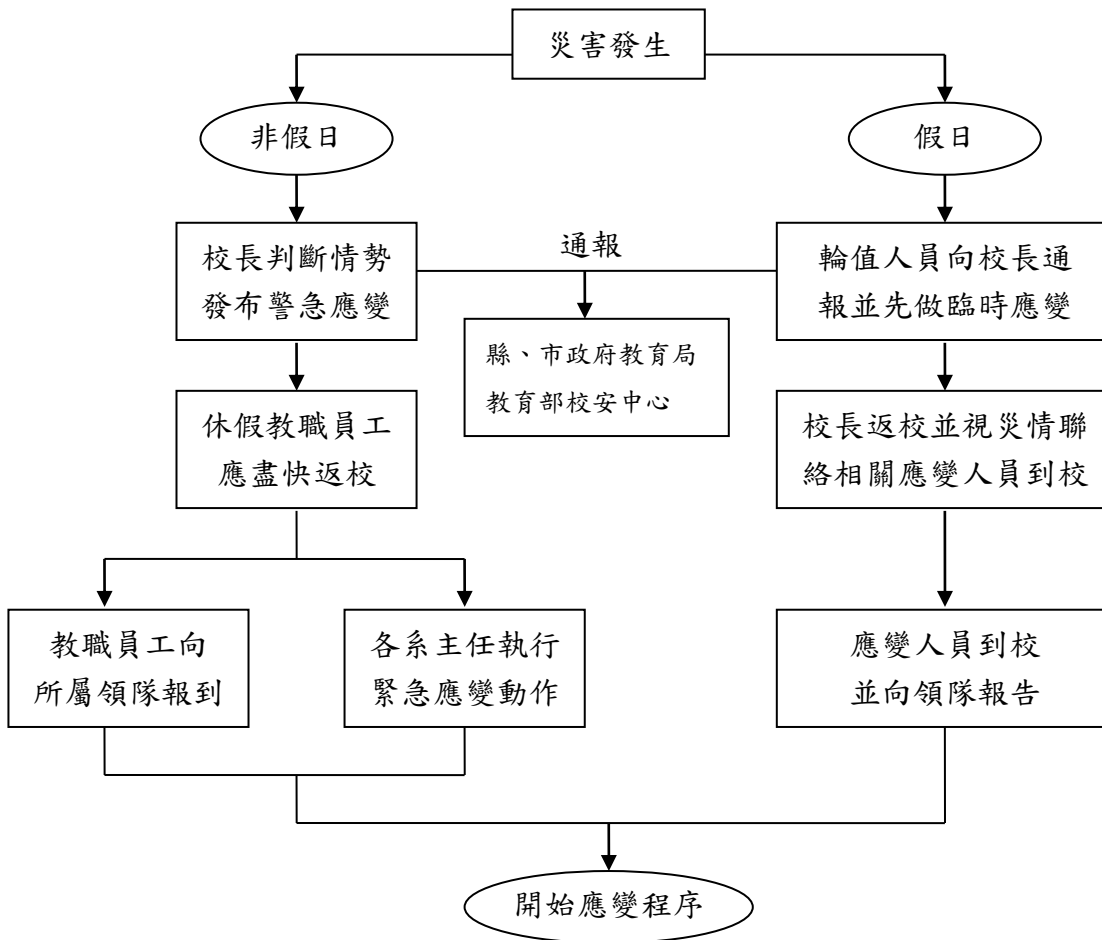 災害發生
非假日
假日
校長判斷情勢
發布警急應變
通報
輪值人員向校長通
報並先做臨時應變
縣、市政府教育局
教育部校安中心
休假教職員工
應盡快返校
校長返校並視災情聯
絡相關應變人員到校
教職員工向
所屬領隊報到
各系主任執行
緊急應變動作
應變人員到校
並向領隊報告
開始應變程序